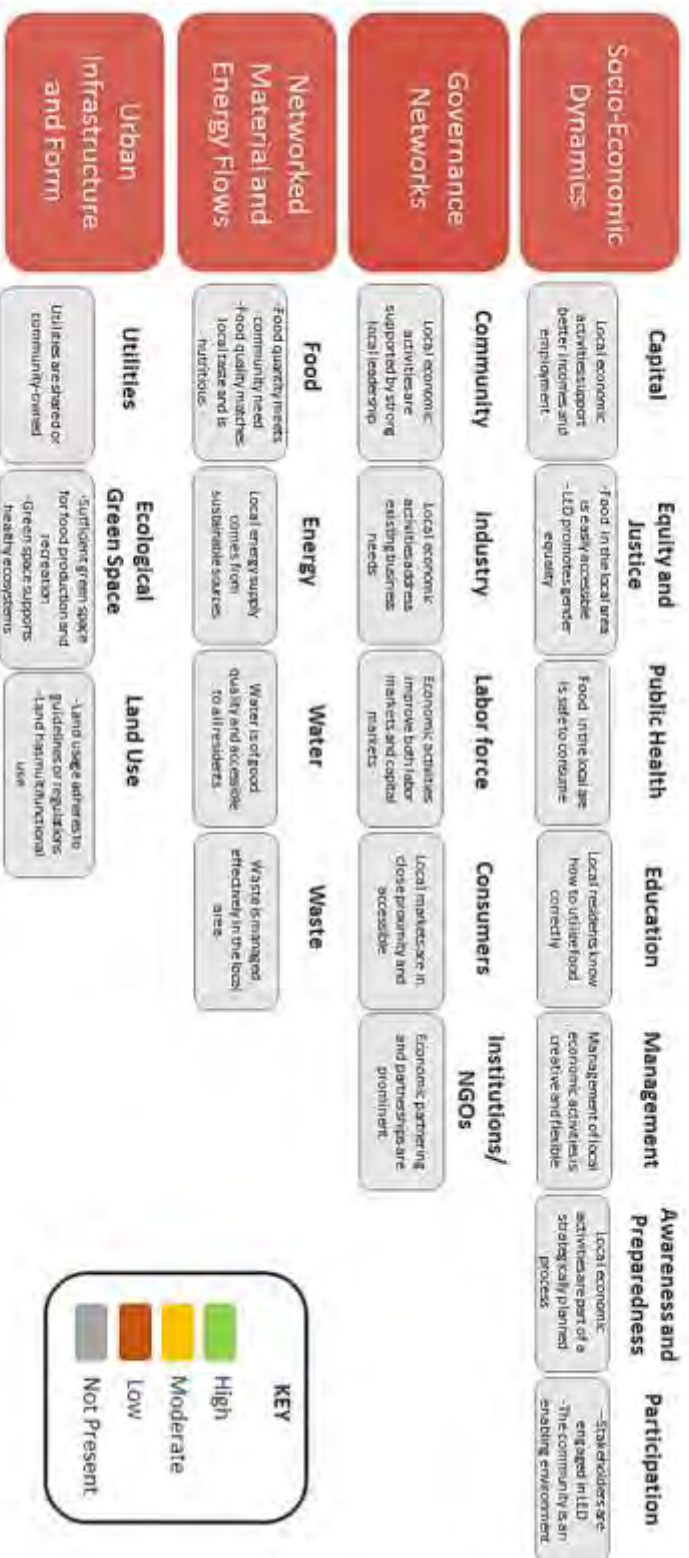 Socio-Economic
Dynamics
Capital
Local economic
activities support
better incomes and
employment
Equity and
Justice
-Food in the local area
is easily accessible
-LED promotes gender
equality
Public Health
Food in the local are
is safe to consume
Education
Local residents know
how to utilize food
correctly
Management
Management of local
economic activities is
creative and flexible
Awareness and
Preparedness
Local economic
activities are part of a
strategically planned
process
Participation
-Stakeholders are
engaged in LED
-The community is an
enabling environment
Governance
Networks
Community
Local economic
activities are
supported by strong
local leadership
Industry
Local economic
activities address
existing business
needs
Labor force
Economic activities
improve both labor
markets and capital
markets
Consumers
Local markets are in
close proximity and
accessible
Institutions/
NGOs
Economic partnering
and partnerships are
prominent
Networked
Material and
Energy Flows
Food
-Food quantity meets
community need
-Food quality matches
local taste and is
nutritious
Energy
Local energy supply
comes from
sustainable sources
Water
Water is of good
quality and accessible
to all residents
Waste
Waste is managed
effectively in the local
area
Urban
Infrastructure
and Form
Utilities
Utilities are shared or
community-owned
Ecological
Green Space
-Sufficient green space
for food production and
recreation
-Green space supports
healthy ecosystems
Land Use
-Land usage adheres to
guidelines or regulations
-Land has multifunctional
use
KEY
High
Moderate
Low
Not Present